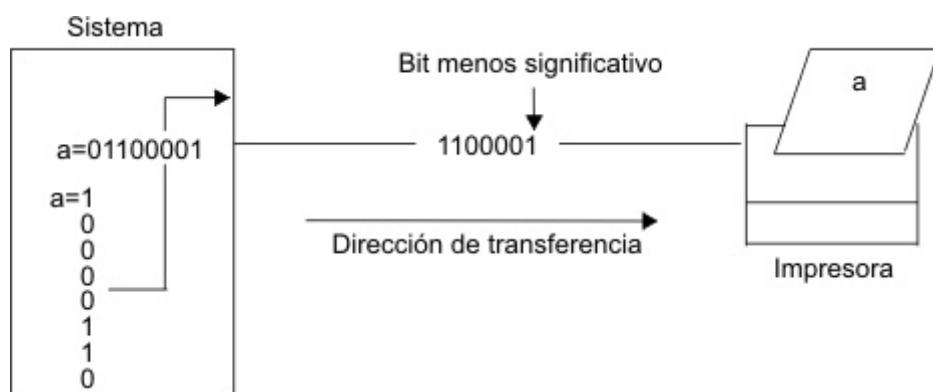 Sistema
Bit menos significativo
a
a=01100001
1100001
a=1
0
0
0
0
1
1
0
Dirección de transferencia
Impresora